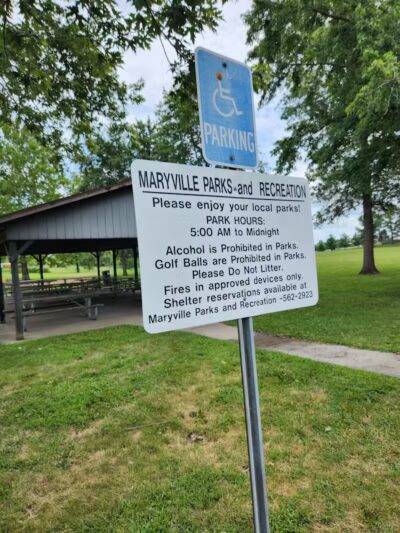 PARKING
MARYVILLE PARKS and RECREATION
Please enjoy your local parks!
PARK HOURS:
5:00 AM to Midnight
Alcohol is Prohibited in Parks.
Golf Balls are Prohibited in Parks.
Please Do Not Litter.
Fires in approved devices only.
Shelter reservations available at
Maryville Parks and Recreation -562-2923